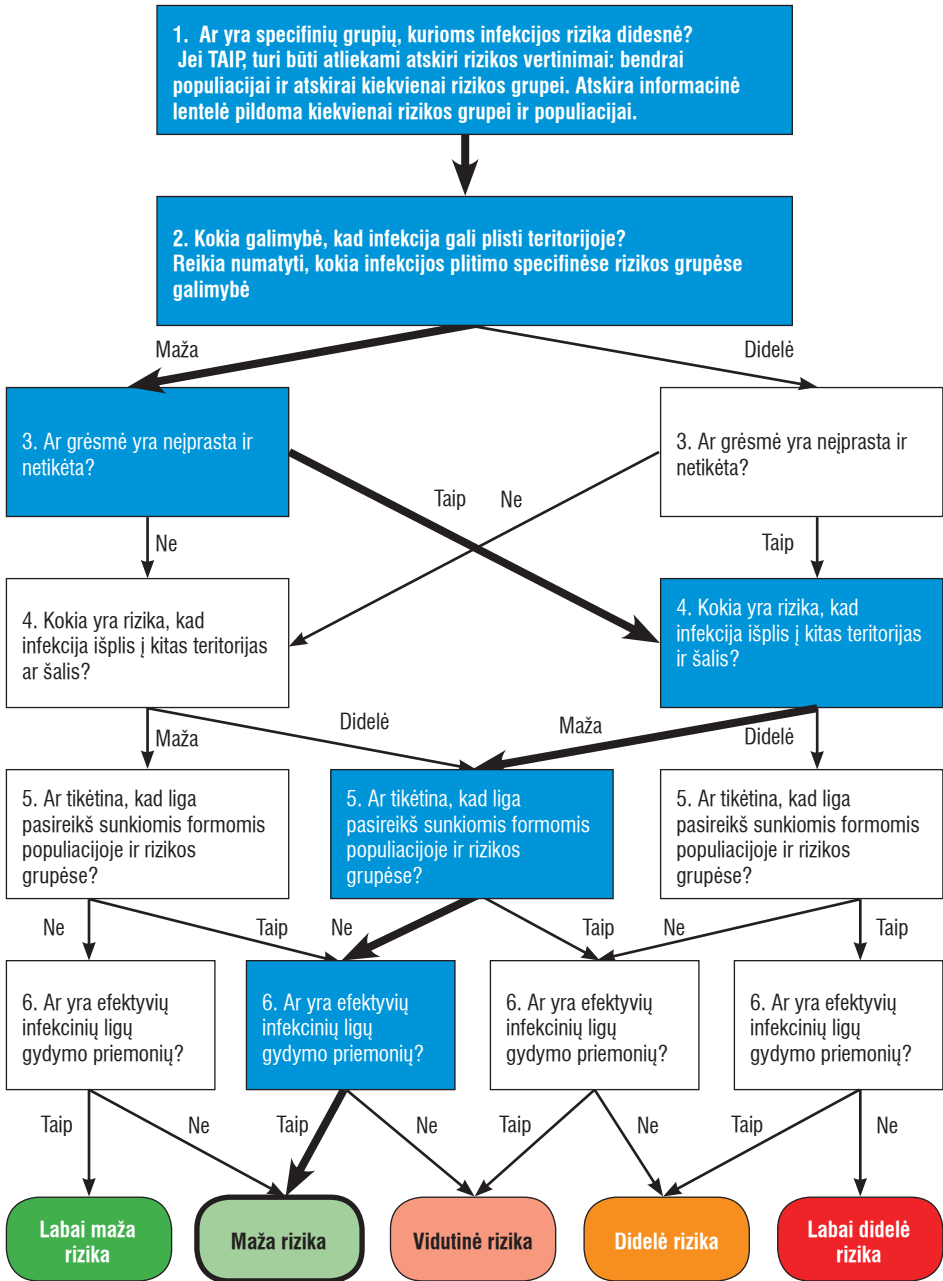 1. Ar yra specifinių grupių, kurioms infekcijos rizika didesnė?
Jei TAIP, turi būti atliekami atskiri rizikos vertinimai: bendrai
populiacijai ir atskirai kiekvienai rizikos grupei. Atskira informacinė
lentelė pildoma kiekvienai rizikos grupei ir populiacijai.
2. Kokia galimybė, kad infekcija gali plisti teritorijoje?
Reikia numatyti, kokia infekcijos plitimo specifinėse rizikos grupėse
galimybė
Maža
Didelė
3. Ar grėsmė yra neįprasta ir
netikėta?
3. Ar grėsmė yra neįprasta ir
netikėta?
Taip
Ne
Ne
Taip
4. Kokia yra rizika, kad
infekcija išplis į kitas teritorijas
ar šalis?
4. Kokia yra rizika, kad
infekcija išplis į kitas teritorijas
ir šalis?
Maža
Didelė
Maža
Didelė
5. Ar tikėtina, kad liga
pasireikš sunkiomis formomis
populiacijoje ir rizikos
grupėse?
5. Ar tikėtina, kad liga
pasireikš sunkiomis formomis
populiacijoje ir rizikos
grupėse?
5. Ar tikėtina, kad liga
pasireikš sunkiomis formomis
populiacijoje ir rizikos
grupėse?
Ne
Taip
Ne
Taip
Ne
Taip
6. Ar yra efektyvių
infekcinių ligų
gydymo priemonių?
6. Ar yra efektyvių
infekcinių ligų
gydymo priemonių?
6. Ar yra efektyvių
infekcinių ligų
gydymo priemonių?
6. Ar yra efektyvių
infekcinių ligų
gydymo priemonių?
Taip
Ne
Taip
Ne
Taip
Ne
Taip
Ne
Labai maža
rizika
Maža rizika
Vidutinė rizika
Didelė rizika
Labai didelė
rizika